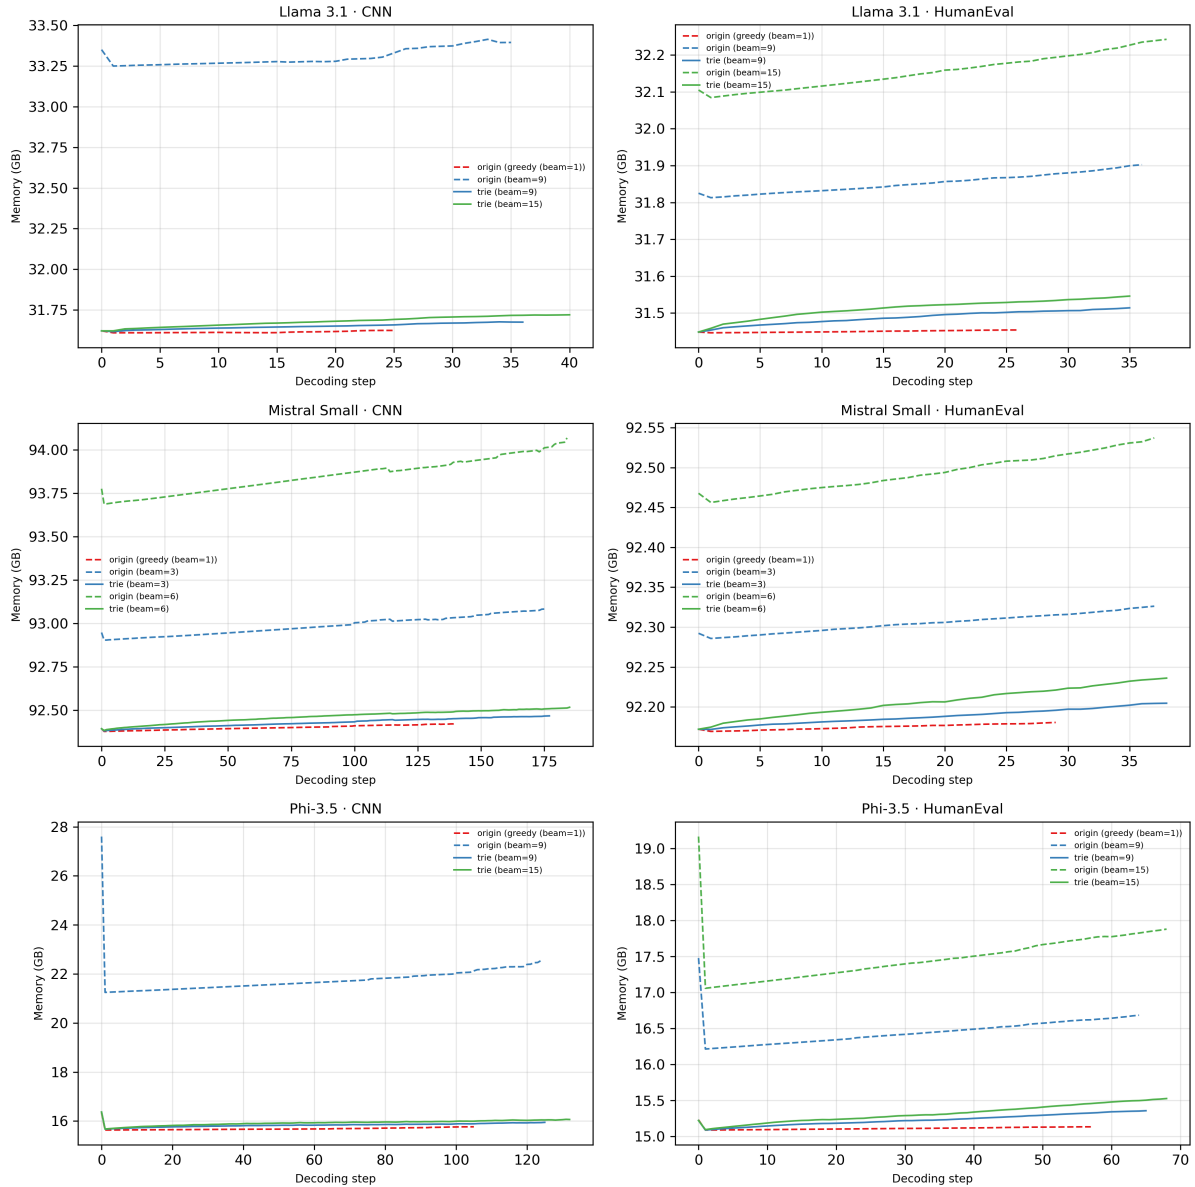 Llama 3.1 · CNN
33.50
33.25
33.00
32.75
32.50
32.25
32.00
31.75
Memory (GB)
origin (greedy (beam=1))
origin (beam=9)
trie (beam=9)
trie (beam=15)
0 5 10 15 20 25 30 35 40
Decoding step
Llama 3.1 · HumanEval
32.2
32.1
32.0
31.9
31.8
31.7
31.6
31.5
Memory (GB)
origin (greedy (beam=1))
origin (beam=9)
trie (beam=9)
origin (beam=15)
trie (beam=15)
0 5 10 15 20 25 30 35
Decoding step
Mistral Small · CNN
94.00
93.75
93.50
93.25
93.00
92.75
92.50
Memory (GB)
origin (greedy (beam=1))
origin (beam=3)
trie (beam=3)
origin (beam=6)
trie (beam=6)
0 25 50 75 100 125 150 175
Decoding step
Mistral Small · HumanEval
92.55
92.50
92.45
92.40
92.35
92.30
92.25
92.20
Memory (GB)
origin (greedy (beam=1))
origin (beam=3)
trie (beam=3)
origin (beam=6)
trie (beam=6)
0 5 10 15 20 25 30 35
Decoding step
Phi-3.5 · CNN
28
26
24
22
20
18
16
Memory (GB)
origin (greedy (beam=1))
origin (beam=9)
trie (beam=9)
trie (beam=15)
0 20 40 60 80 100 120
Decoding step
Phi-3.5 · HumanEval
19.0
18.5
18.0
17.5
17.0
16.5
16.0
15.5
15.0
Memory (GB)
origin (greedy (beam=1))
origin (beam=9)
trie (beam=9)
origin (beam=15)
trie (beam=15)
0 10 20 30 40 50 60 70
Decoding step